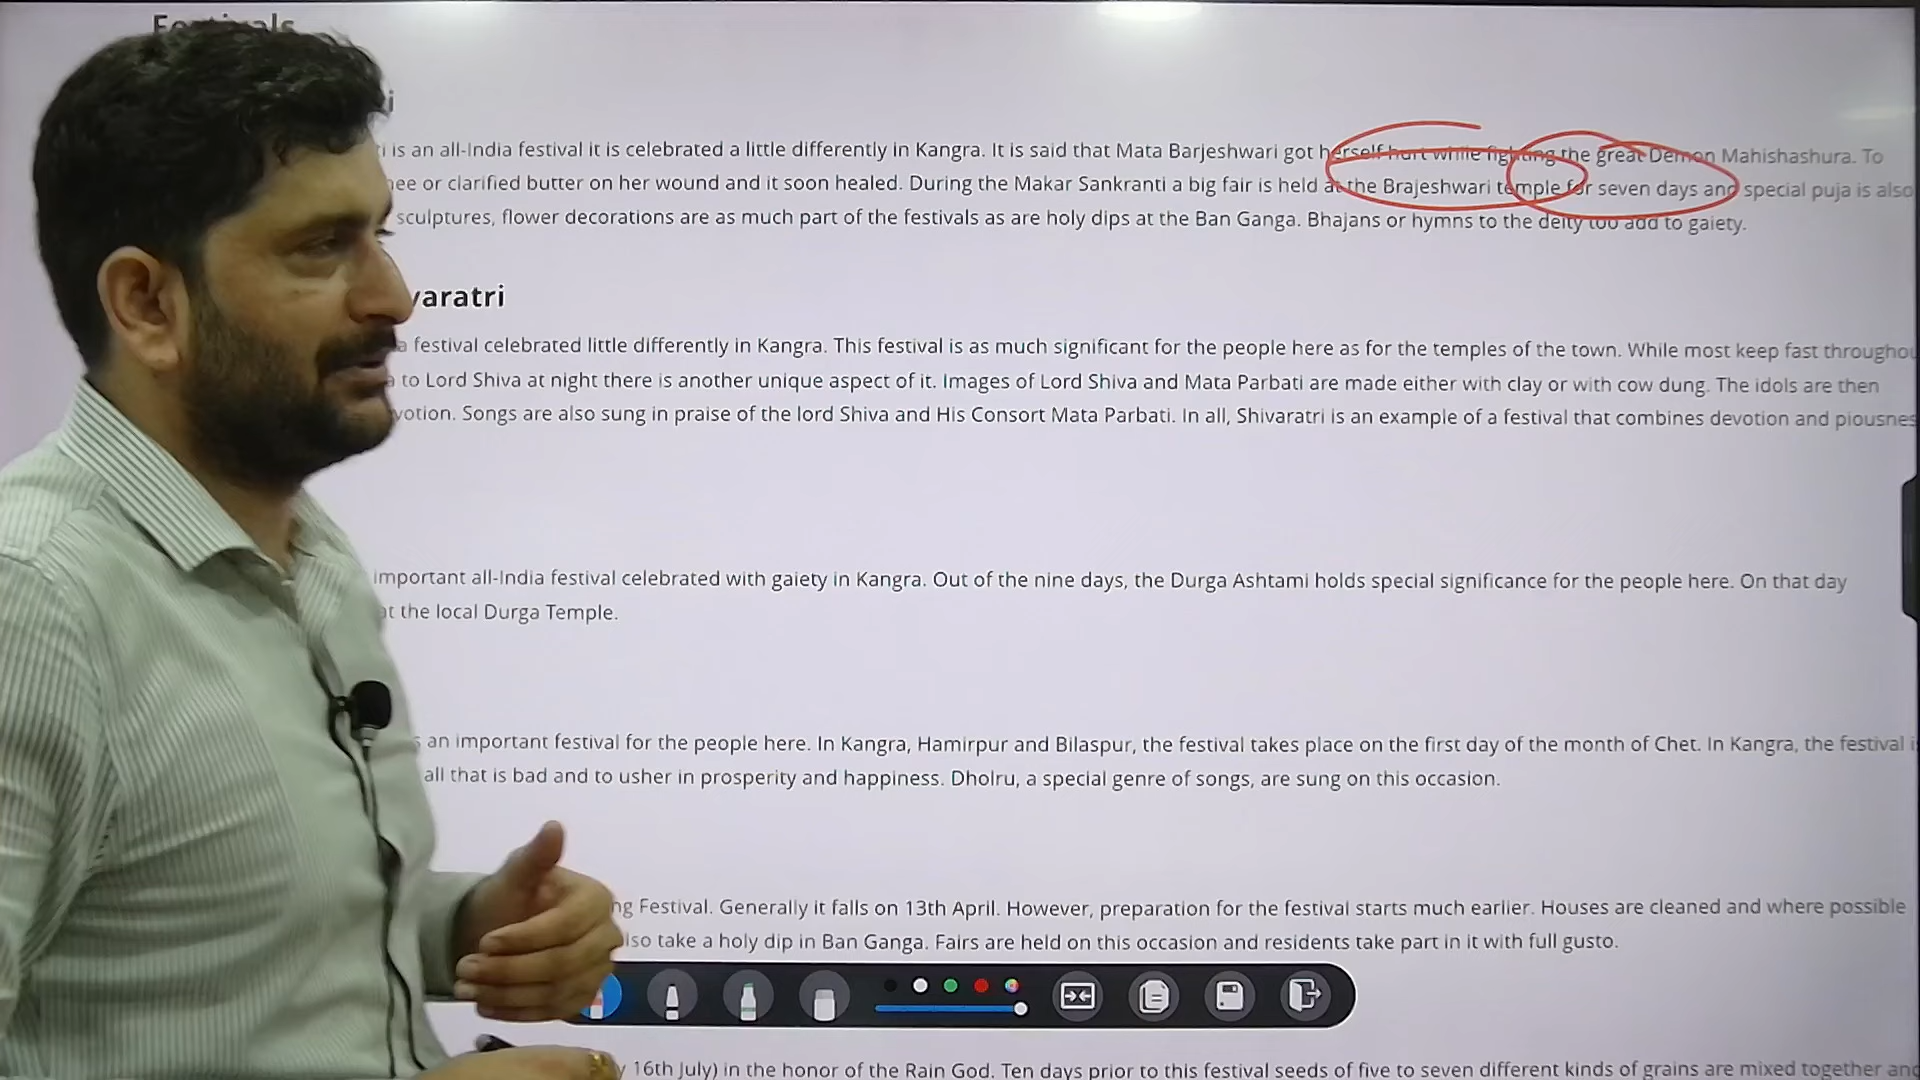 Festivals
is an all-India festival it is celebrated a little differently in Kangra. It is said that Mata Barjeshwari got herself hurt while fighting the great Demon Mahishashura. To
or clarified butter on her wound and it soon healed. During the Makar Sankranti a big fair is held at the Brajeshwari temple for seven days and special puja is also
sculptures, flower decorations are as much part of the festivals as are holy dips at the Ban Ganga. Bhajans or hymns to the deity too add to gaiety.
varatri
a festival celebrated little differently in Kangra. This festival is as much significant for the people here as for the temples of the town. While most keep fast throughou
to Lord Shiva at night there is another unique aspect of it. Images of Lord Shiva and Mata Parbati are made either with clay or with cow dung. The idols are then
votion. Songs are also sung in praise of the lord Shiva and His Consort Mata Parbati. In all, Shivaratri is an example of a festival that combines devotion and piousnes
important all-India festival celebrated with gaiety in Kangra. Out of the nine days, the Durga Ashtami holds special significance for the people here. On that day
at the local Durga Temple.
an important festival for the people here. In Kangra, Hamirpur and Bilaspur, the festival takes place on the first day of the month of Chet. In Kangra, the festival i
all that is bad and to usher in prosperity and happiness. Dholru, a special genre of songs, are sung on this occasion.
ng Festival. Generally it falls on 13th April. However, preparation for the festival starts much earlier. Houses are cleaned and where possible
lso take a holy dip in Ban Ganga. Fairs are held on this occasion and residents take part in it with full gusto.
16th July) in the honor of the Rain God. Ten days prior to this festival seeds of five to seven different kinds of grains are mixed together and